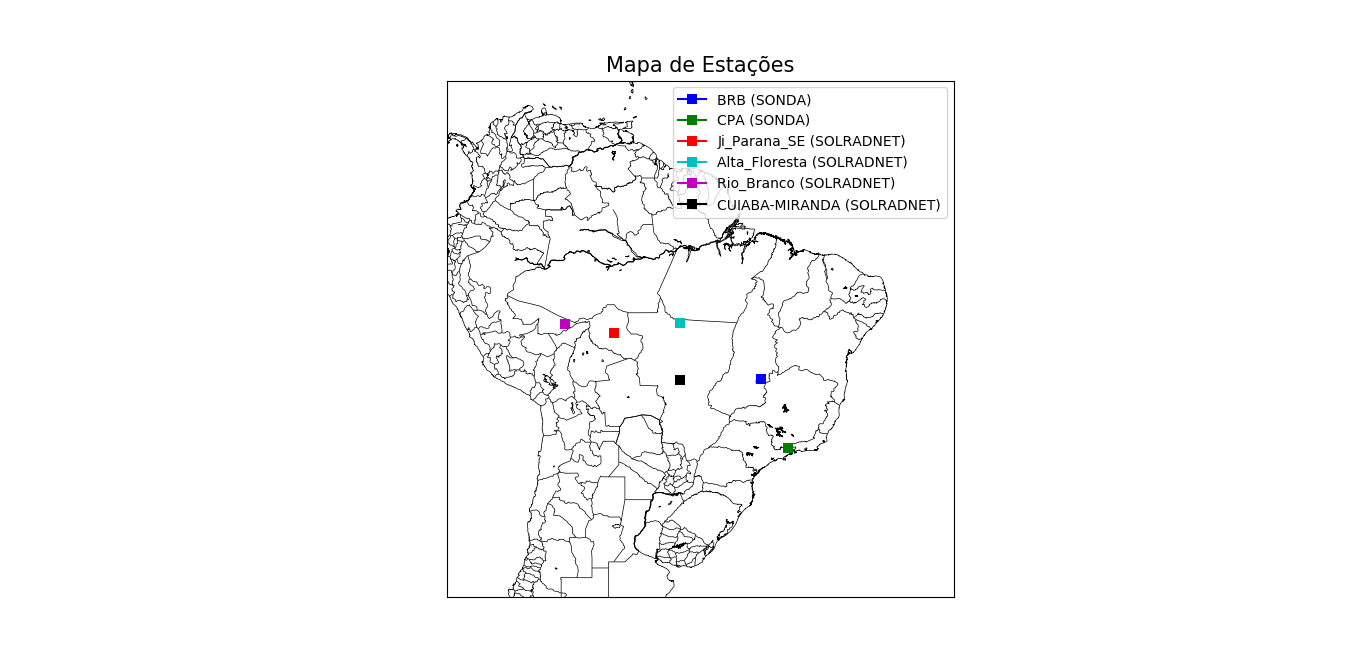 Mapa de Estações
BRB (SONDA)
CPA (SONDA)
Ji_Parana_SE (SOLRADNET)
Alta_Floresta (SOLRADNET)
Rio_Branco (SOLRADNET)
CUIABA-MIRANDA (SOLRADNET)